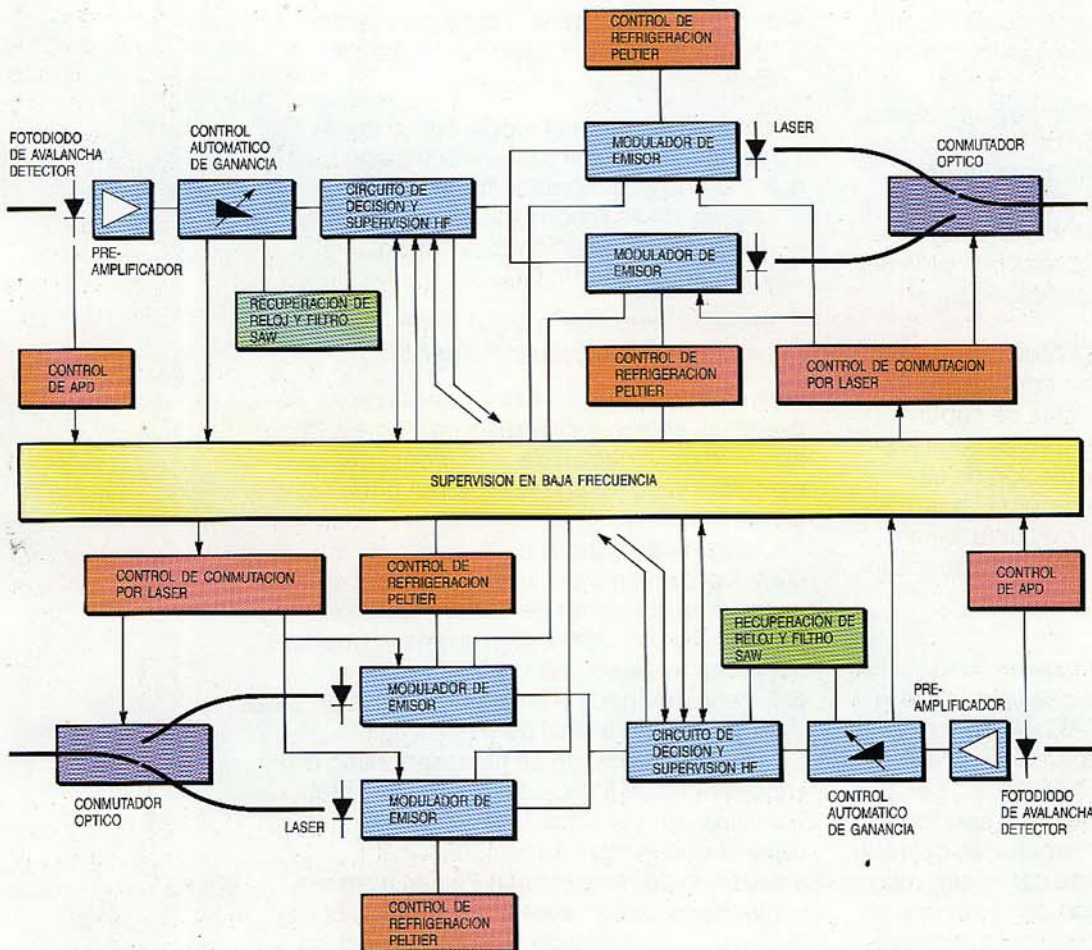 CONTROL DE
REFRIGERACION
PELTIER
FOTODIODO
DE AVALANCHA
DETECTOR
CONTROL
AUTOMATICO
DE GANANCIA
MODULADOR DE
EMISOR
LASER
CONMUTADOR
OPTICO
CIRCUITO DE
DECISION Y
SUPERVISION HF
PRE-
AMPLIFICADOR
MODULADOR DE
EMISOR
RECUPERACION DE
RELOJ Y FILTRO
SAW
CONTROL
DE APD
CONTROL DE
REFRIGERACION
PELTIER
CONTROL DE CONMUTACION
POR LASER
SUPERVISION EN BAJA FRECUENCIA
CONTROL DE CONMUTACION
POR LASER
CONTROL DE
REFRIGERACION
PELTIER
CONTROL
DE APD
RECUPERACION DE
RELOJ Y FILTRO
SAW
MODULADOR DE
EMISOR
PRE-
AMPLIFICADOR
CIRCUITO DE
DECISION Y
SUPERVISION HF
CONMUTADOR
OPTICO
LASER
MODULADOR DE
EMISOR
CONTROL
AUTOMATICO
DE GANANCIA
FOTODIODO
DE AVALANCHA
DETECTOR
CONTROL DE
REFRIGERACION
PELTIER